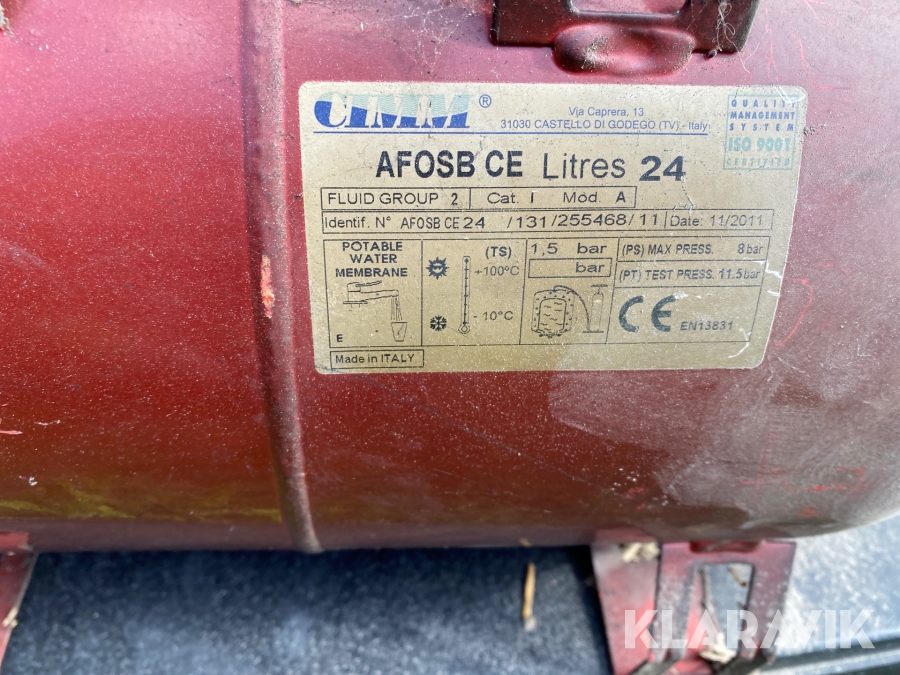 CIMM®
Via Caprera, 13
31030 CASTELLO DI GODEGO (TV) - Italy
QUALITY
MANAGEMENT
SYSTEM
ISO 9001
CERTIFIED
AFOSB CE Litres 24
FLUID GROUP 2 Cat. I Mod. A
Identif. N° AFOSB CE 24 /131/255468/11 Date: 11/2011
POTABLE
WATER
MEMBRANE
E
(TS)
+100°C
-10°C
1,5 bar
bar
(PS) MAX PRESS. 8 bar
(PT) TEST PRESS. 11.5 bar
CE EN13831
Made in ITALY
KLARAVIK